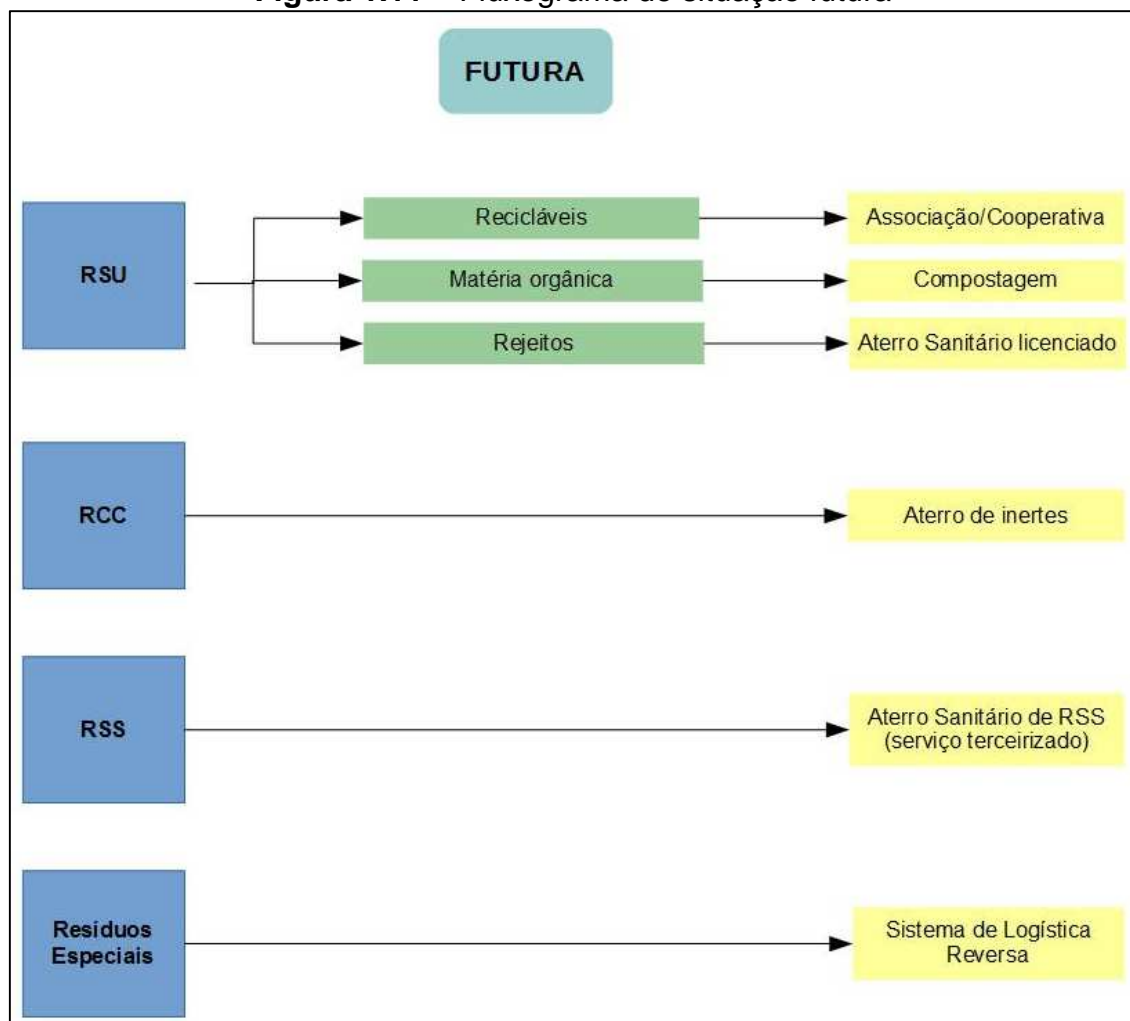 FUTURA
RSU
Recicláveis
Associação/Cooperativa
Matéria orgânica
Compostagem
Rejeitos
Aterro Sanitário licenciado
RCC
Aterro de inertes
RSS
Aterro Sanitário de RSS
(serviço terceirizado)
Resíduos
Especiais
Sistema de Logística
Reversa